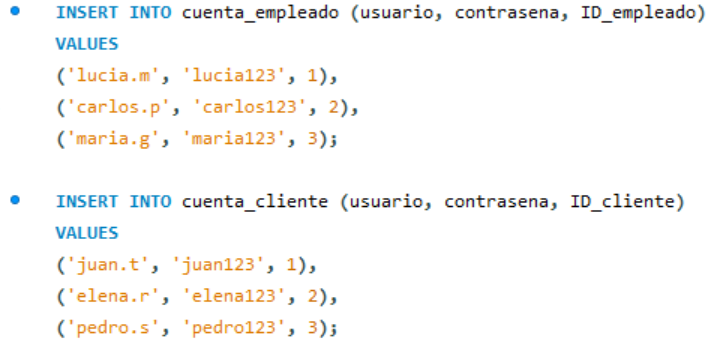 INSERT INTO cuenta_empleado (usuario, contrasena, ID_empleado)
VALUES
('lucia.m', 'lucia123', 1),
('carlos.p', 'carlos123', 2),
('maria.g', 'maria123', 3);
INSERT INTO cuenta_cliente (usuario, contrasena, ID_cliente)
VALUES
('juan.t', 'juan123', 1),
('elena.r', 'elena123', 2),
('pedro.s', 'pedro123', 3);